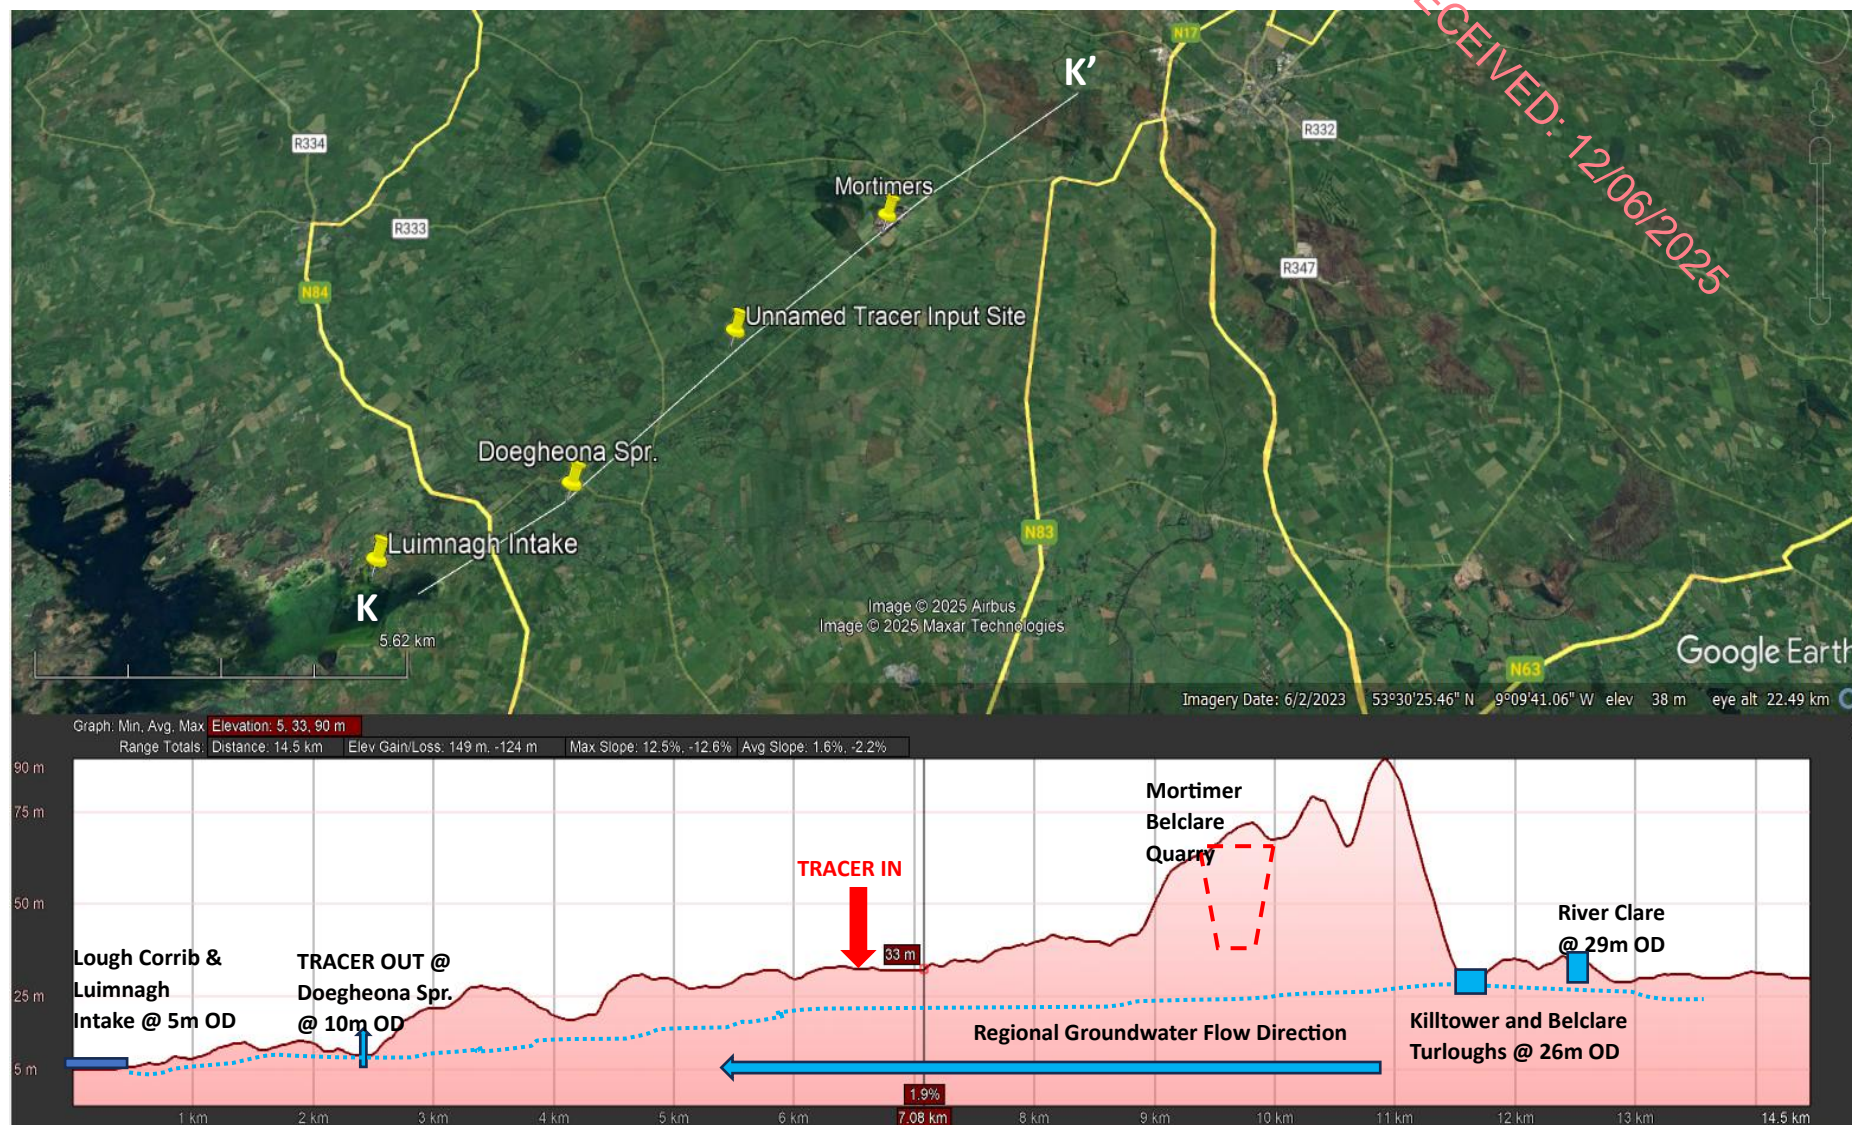 ECEIVED: 12/06/2025
N17
K'
R334
R332
Mortimers
R333
R347
N84
Unnamed Tracer Input Site
Doegheona Spr.
N83
Luimnagh Intake
K
Image © 2025 Airbus
Image © 2025 Maxar Technologies
5.62 km
Google Earth
N63
Imagery Date: 6/2/2023 53°30'25.46" N 9°09'41.06" W elev 38 m eye alt 22.49 km
Graph: Min, Avg, Max Elevation: 5, 33, 90 m
Range Totals: Distance: 14.5 km Elev Gain/Loss: 149 m, -124 m Max Slope: 12.5%, -12.6% Avg Slope: 1.6%, -2.2%
90 m
75 m
50 m
25 m
5 m
Mortimer
Belclare
Quarry
TRACER IN
33 m
River Clare
@ 29m OD
Lough Corrib &
Luimnagh
Intake @ 5m OD
TRACER OUT @
Doegheona Spr.
@ 10m OD
Regional Groundwater Flow Direction
Killtower and Belclare
Turloughs @ 26m OD
1.9%
1 km 2 km 3 km 4 km 5 km 6 km 7.08 km 8 km 9 km 10 km 11 km 12 km 13 km 14.5 km